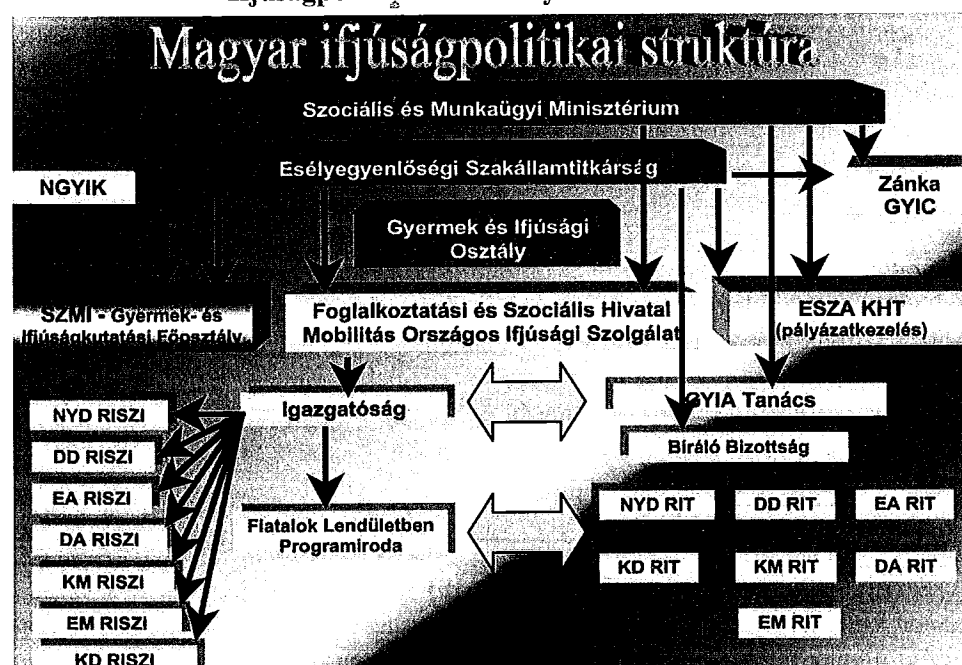 Magyar ifjúságpolitikai struktúra
Szociális és Munkaügyi Minisztérium
Esélyegyenlőségi Szakállamtitkárság
NGYIK
Zánka
GYIC
Gyermek és Ifjúsági
Osztály
SZMI - Gyermek- és
Ifjúságkutatási Főosztály
Foglalkoztatási és Szociális Hivatal
Mobilitás Országos Ifjúsági Szolgálat
ESZA KHT
(pályázatkezelés)
Igazgatóság
GYIA Tanács
Bíráló Bizottság
NYD RISZI
DD RISZI
EA RISZI
DA RISZI
KM RISZI
EM RISZI
KD RISZI
Fiatalok Lendületben
Programiroda
NYD RIT
DD RIT
EA RIT
KD RIT
KM RIT
DA RIT
EM RIT